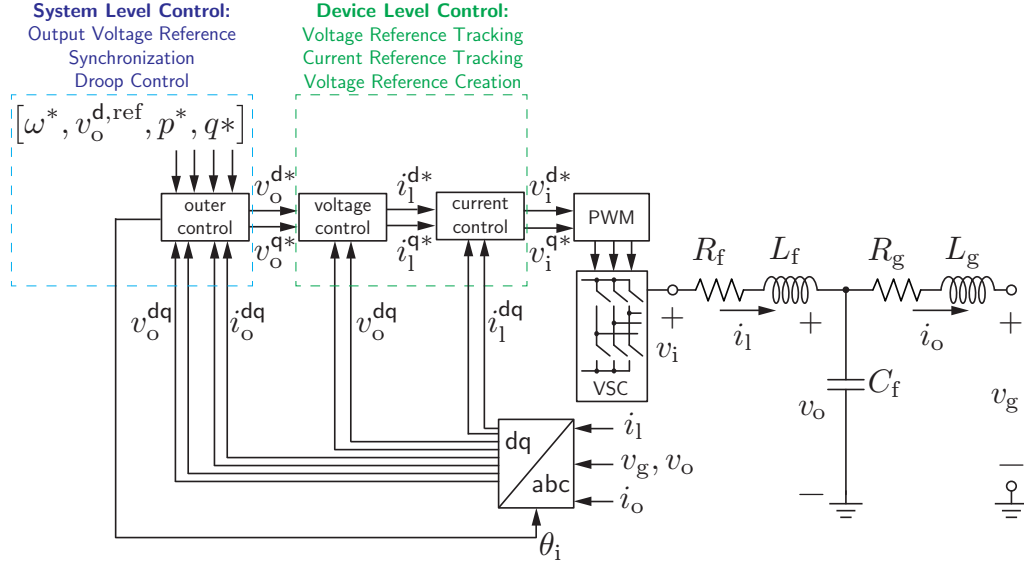 System Level Control:
Output Voltage Reference
Synchronization
Droop Control
Device Level Control:
Voltage Reference Tracking
Current Reference Tracking
Voltage Reference Creation
[ω*, v_o^{d,ref}, p*, q*]
outer
control
v_o^{d*}
v_o^{q*}
voltage
control
i_l^{d*}
i_l^{q*}
current
control
v_i^{d*}
v_i^{q*}
PWM
VSC
v_o^{dq}
i_o^{dq}
v_o^{dq}
i_l^{dq}
R_f
L_f
R_g
L_g
+
v_i
i_l
+
i_o
+
v_o
C_f
v_g
−
−
dq
abc
i_l
v_g, v_o
i_o
θ_i